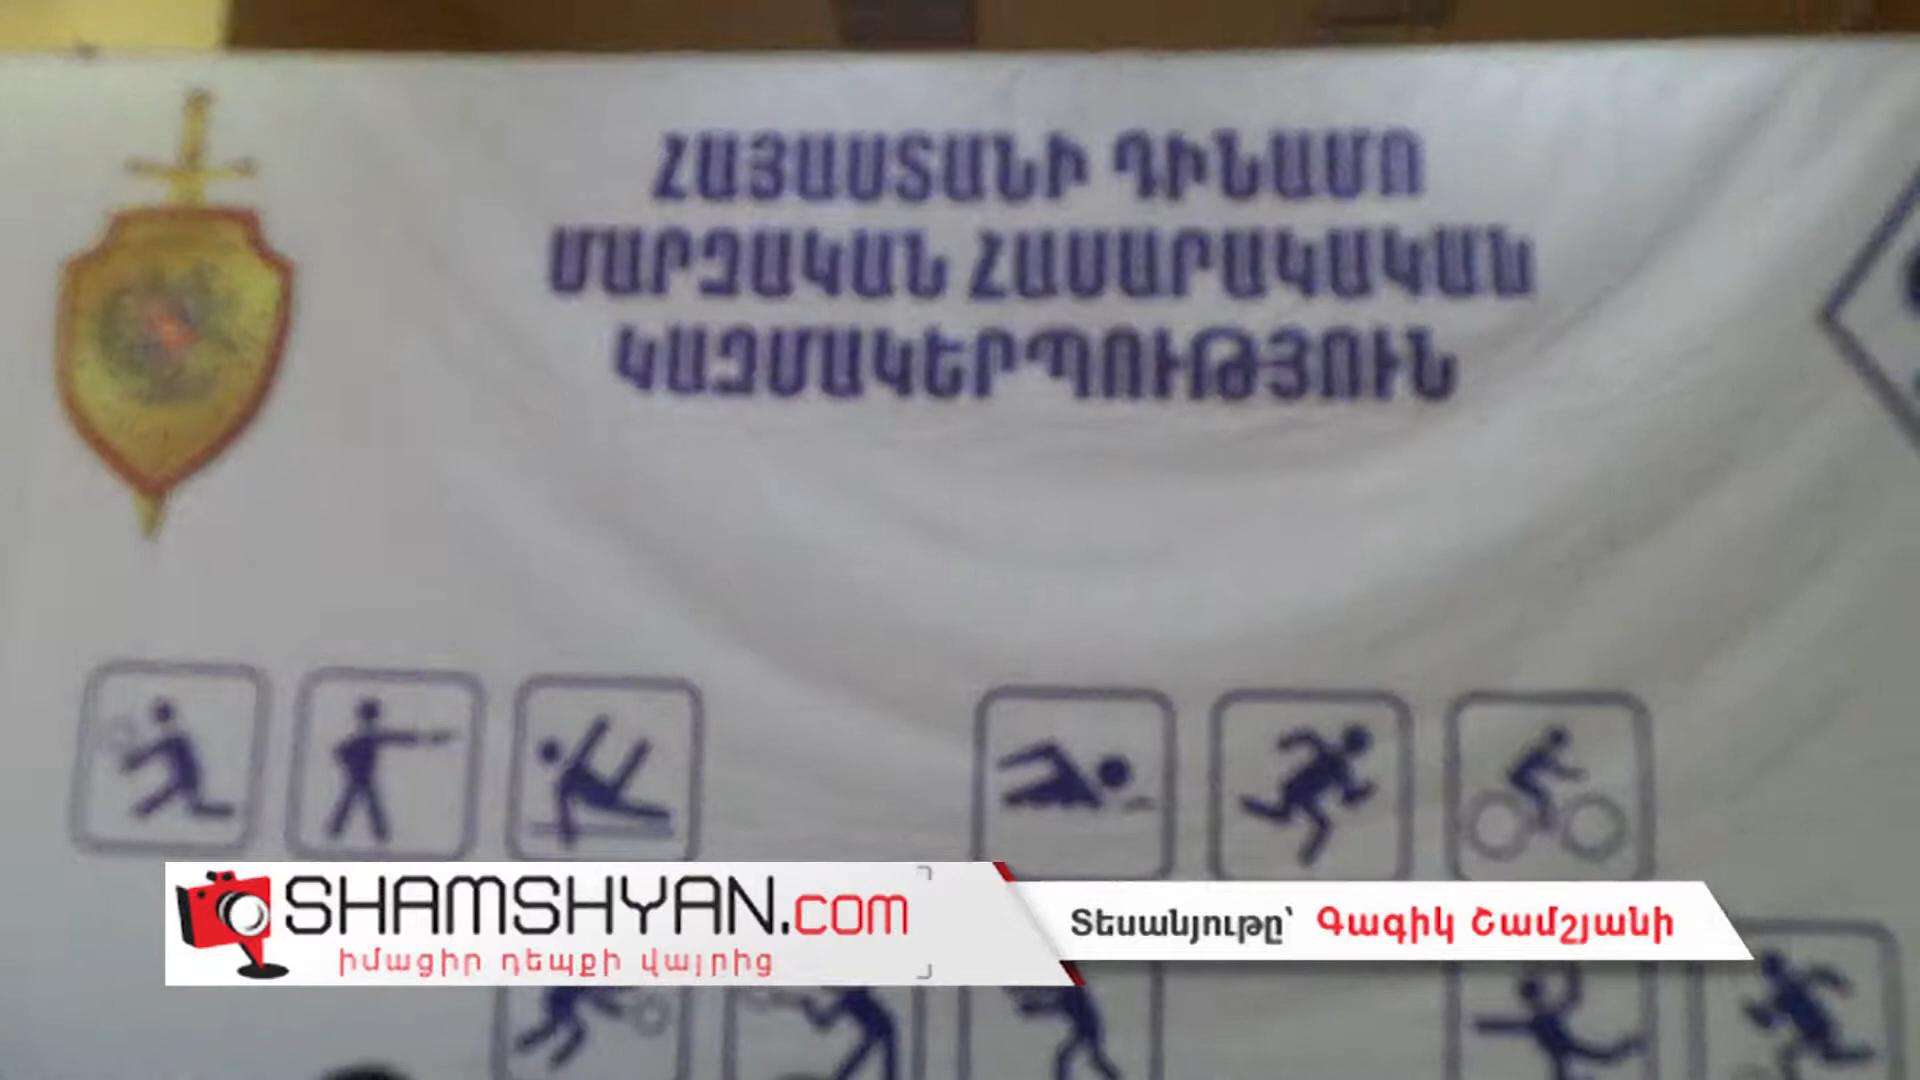 ՀԱՅԱՍՏԱՆԻ ԴԻՆԱՄՈ
ՄԱՐԶԱԿԱՆ ՀԱՍԱՐԱԿԱԿԱՆ
ԿԱԶՄԱԿԵՐՊՈՒԹՅՈՒՆ
SHAMSHYAN.com
իմացիր դեպքի վայրից
Տեսանյութը՝ Գագիկ Շամշյանի